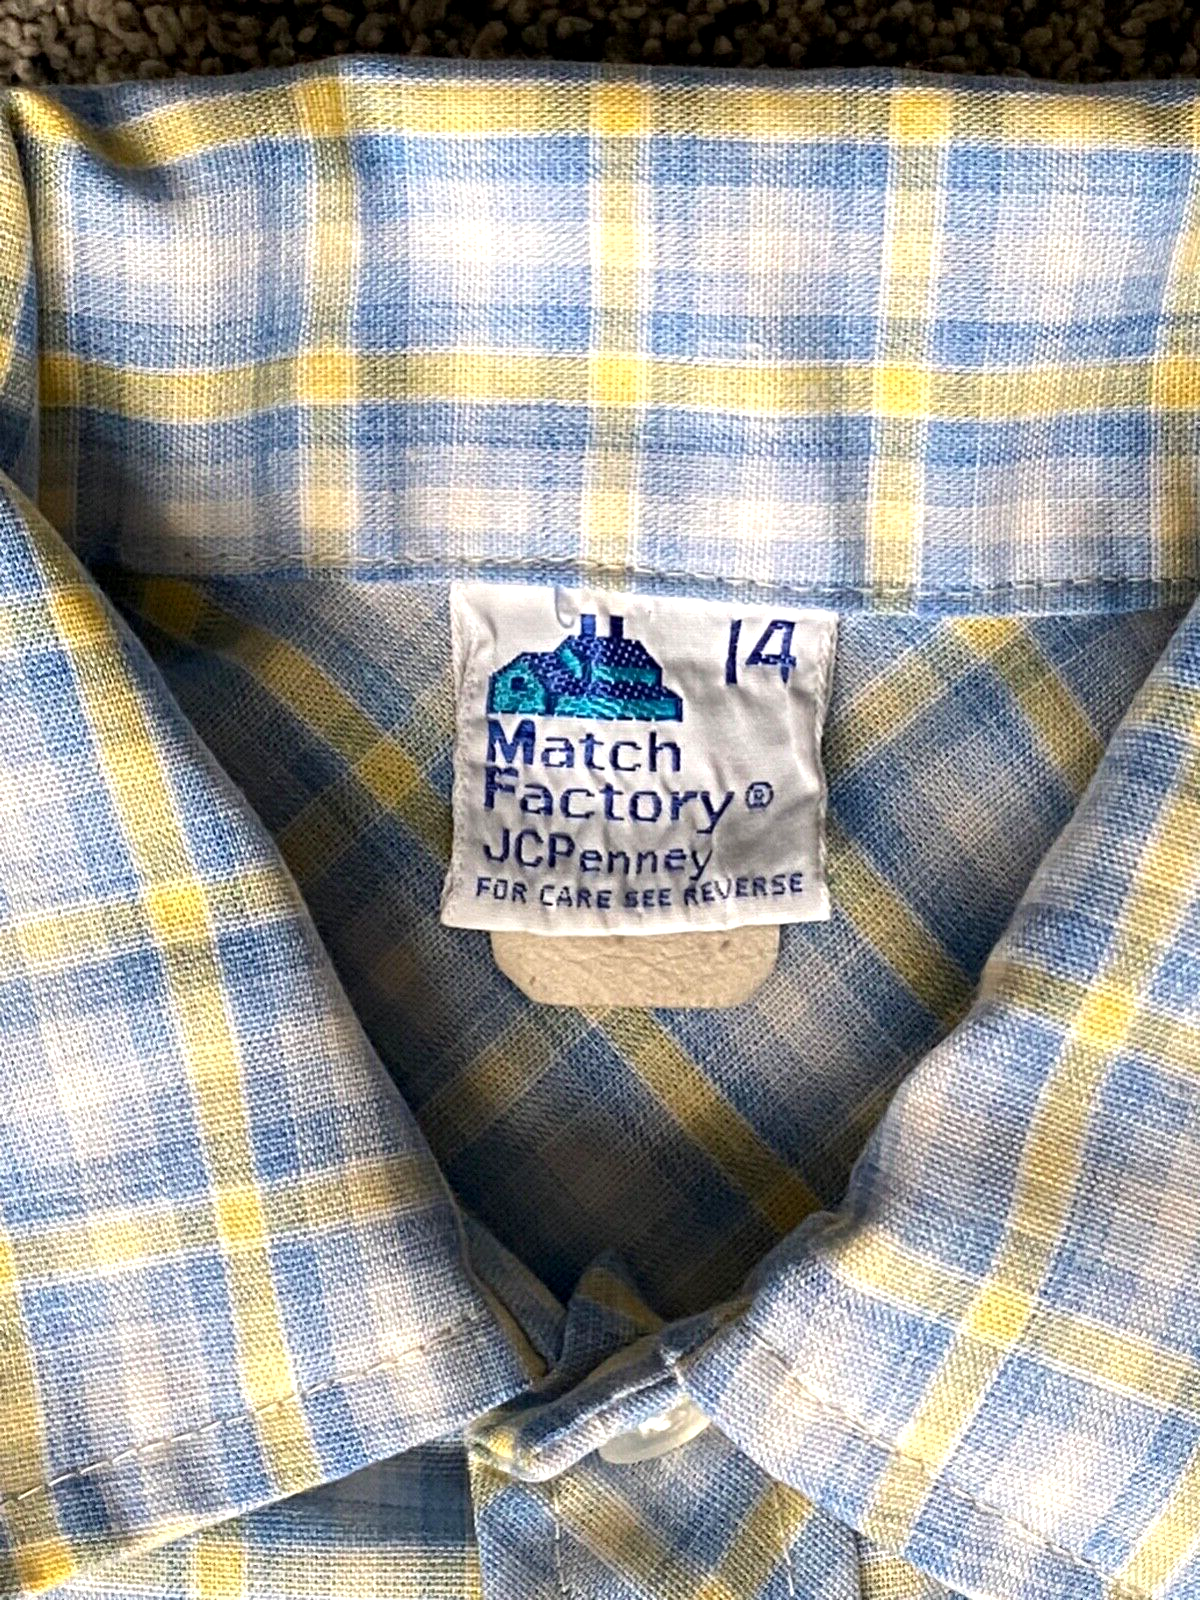 14
Match
Factory®
JCPenney
FOR CARE SEE REVERSE